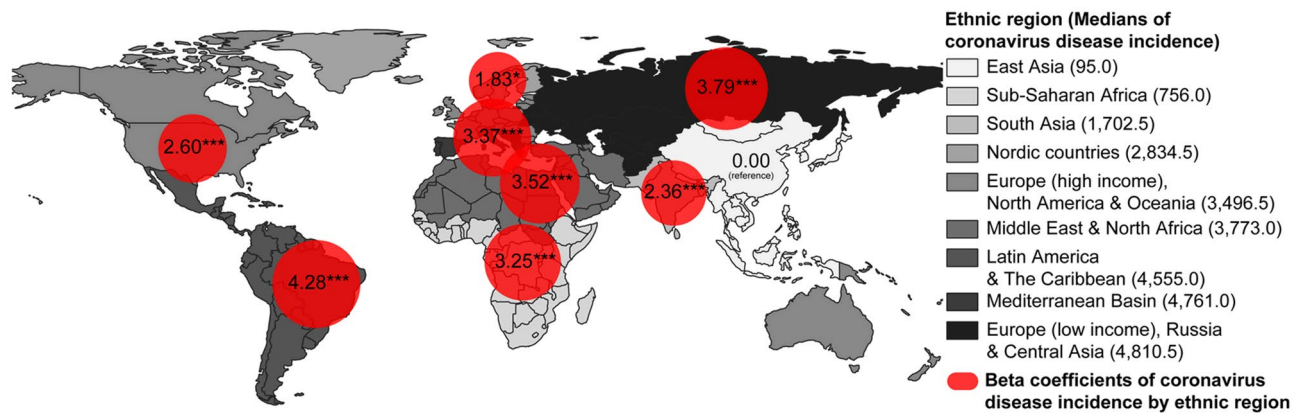 Ethnic region (Medians of
coronavirus disease incidence)
East Asia (95.0)
Sub-Saharan Africa (756.0)
South Asia (1,702.5)
Nordic countries (2,834.5)
Europe (high income),
North America & Oceania (3,496.5)
Middle East & North Africa (3,773.0)
Latin America
& The Caribbean (4,555.0)
Mediterranean Basin (4,761.0)
Europe (low income), Russia
& Central Asia (4,810.5)
Beta coefficients of coronavirus
disease incidence by ethnic region
1.83*
3.79***
3.37***
2.60***
0.00
(reference)
3.52***
2.36***
3.25***
4.28***